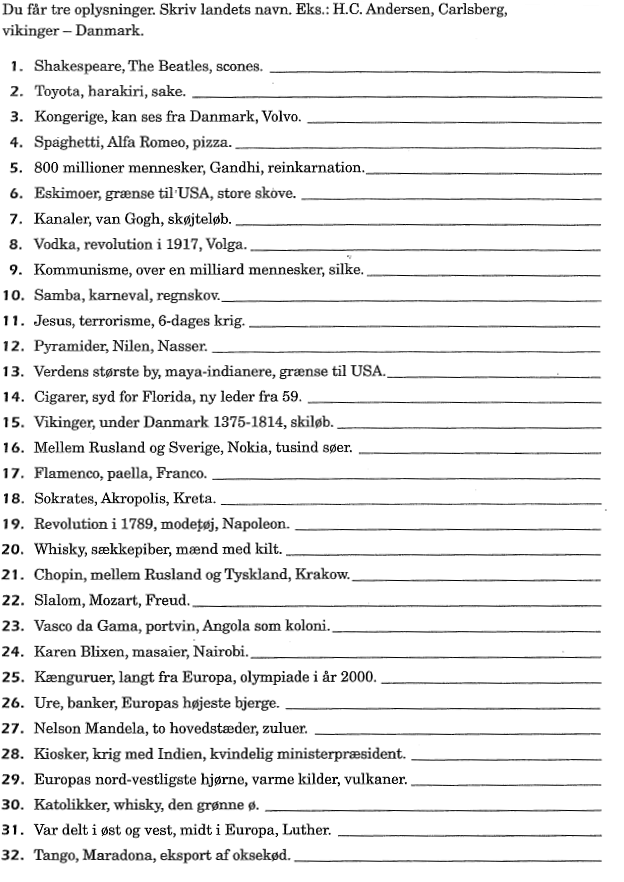 Du får tre oplysninger. Skriv landets navn. Eks.: H.C. Andersen, Carlsberg,
vikinger – Danmark.
1. Shakespeare, The Beatles, scones.
2. Toyota, harakiri, sake.
3. Kongerige, kan ses fra Danmark, Volvo.
4. Spaghetti, Alfa Romeo, pizza.
5. 800 millioner mennesker, Gandhi, reinkarnation.
6. Eskimoer, grænse til USA, store skove.
7. Kanaler, van Gogh, skøjteløb.
8. Vodka, revolution i 1917, Volga.
9. Kommunisme, over en milliard mennesker, silke.
10. Samba, karneval, regnskov.
11. Jesus, terrorisme, 6-dages krig.
12. Pyramider, Nilen, Nasser.
13. Verdens største by, maya-indianere, grænse til USA.
14. Cigarer, syd for Florida, ny leder fra 59.
15. Vikinger, under Danmark 1375-1814, skiløb.
16. Mellem Rusland og Sverige, Nokia, tusind søer.
17. Flamenco, paella, Franco.
18. Sokrates, Akropolis, Kreta.
19. Revolution i 1789, modetøj, Napoleon.
20. Whisky, sækkepiber, mænd med kilt.
21. Chopin, mellem Rusland og Tyskland, Krakow.
22. Slalom, Mozart, Freud.
23. Vasco da Gama, portvin, Angola som koloni.
24. Karen Blixen, masaier, Nairobi.
25. Kænguruer, langt fra Europa, olympiade i år 2000.
26. Ure, banker, Europas højeste bjerge.
27. Nelson Mandela, to hovedstæder, zuluer.
28. Kiosker, krig med Indien, kvindelig ministerpræsident.
29. Europas nord-vestligste hjørne, varme kilder, vulkaner.
30. Katolikker, whisky, den grønne ø.
31. Var delt i øst og vest, midt i Europa, Luther.
32. Tango, Maradona, eksport af oksekød.